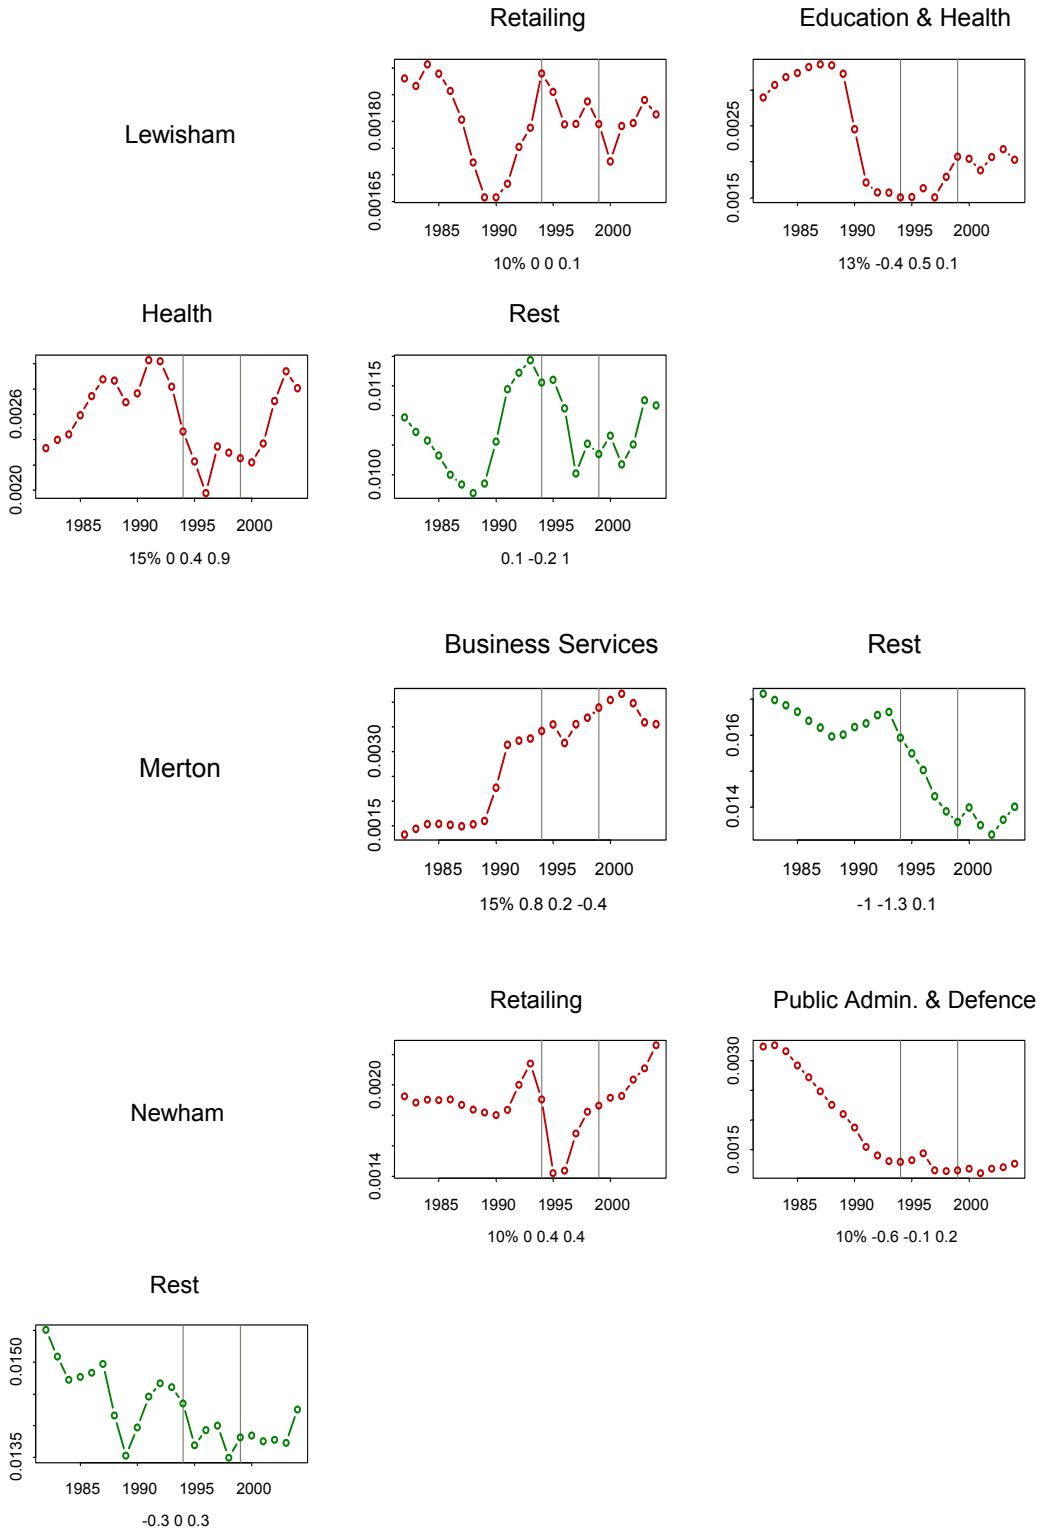 Retailing
Education & Health
Lewisham
0.00165 0.00180
1985 1990 1995 2000
10% 0 0 0.1
0.0015 0.0025
1985 1990 1995 2000
13% -0.4 0.5 0.1
Health
Rest
0.0020 0.0026
1985 1990 1995 2000
15% 0 0.4 0.9
0.0100 0.0115
1985 1990 1995 2000
0.1 -0.2 1
Business Services
Rest
Merton
0.0015 0.0030
1985 1990 1995 2000
15% 0.8 0.2 -0.4
0.014 0.016
1985 1990 1995 2000
-1 -1.3 0.1
Retailing
Public Admin. & Defence
Newham
0.0014 0.0020
1985 1990 1995 2000
10% 0 0.4 0.4
0.0015 0.0030
1985 1990 1995 2000
10% -0.6 -0.1 0.2
Rest
0.0135 0.0150
1985 1990 1995 2000
-0.3 0 0.3